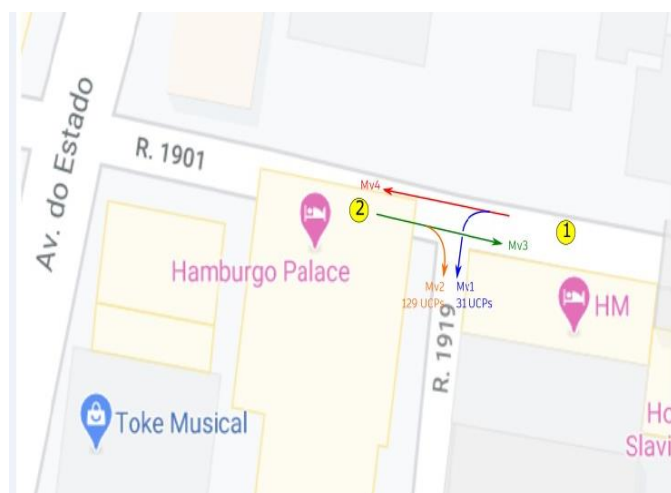 Av. do Estado
R. 1901
Mv4
2
1
Mv3
Hamburgo Palace
Mv2
129 UCPs
Mv1
31 UCPs
HM
R. 1919
Toke Musical
Ho
Slavi